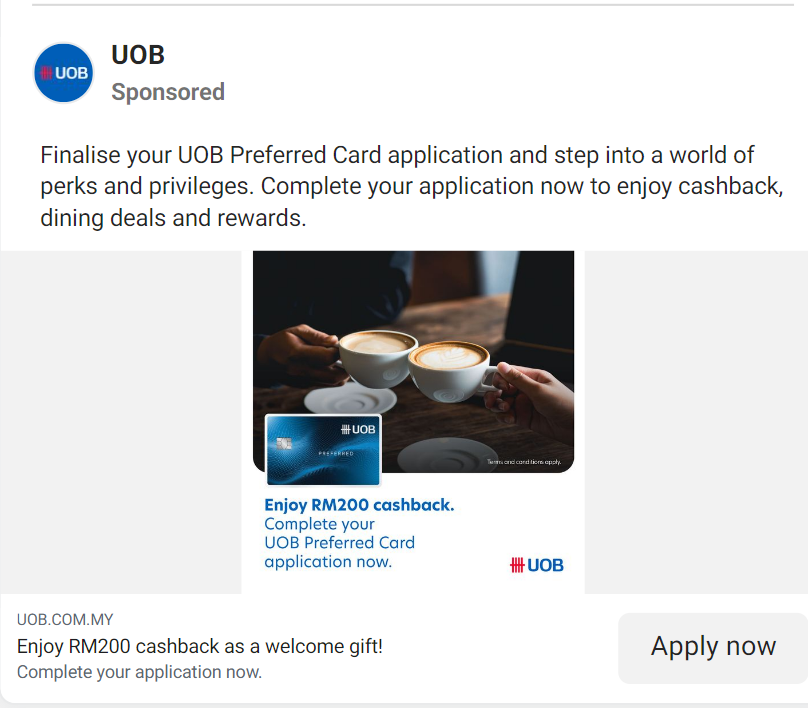 UOB
UOB
Sponsored
Finalise your UOB Preferred Card application and step into a world of
perks and privileges. Complete your application now to enjoy cashback,
dining deals and rewards.
UOB
PREFERRED
Terms and conditions apply.
Enjoy RM200 cashback.
Complete your
UOB Preferred Card
application now.
UOB
UOB.COM.MY
Enjoy RM200 cashback as a welcome gift!
Complete your application now.
Apply now